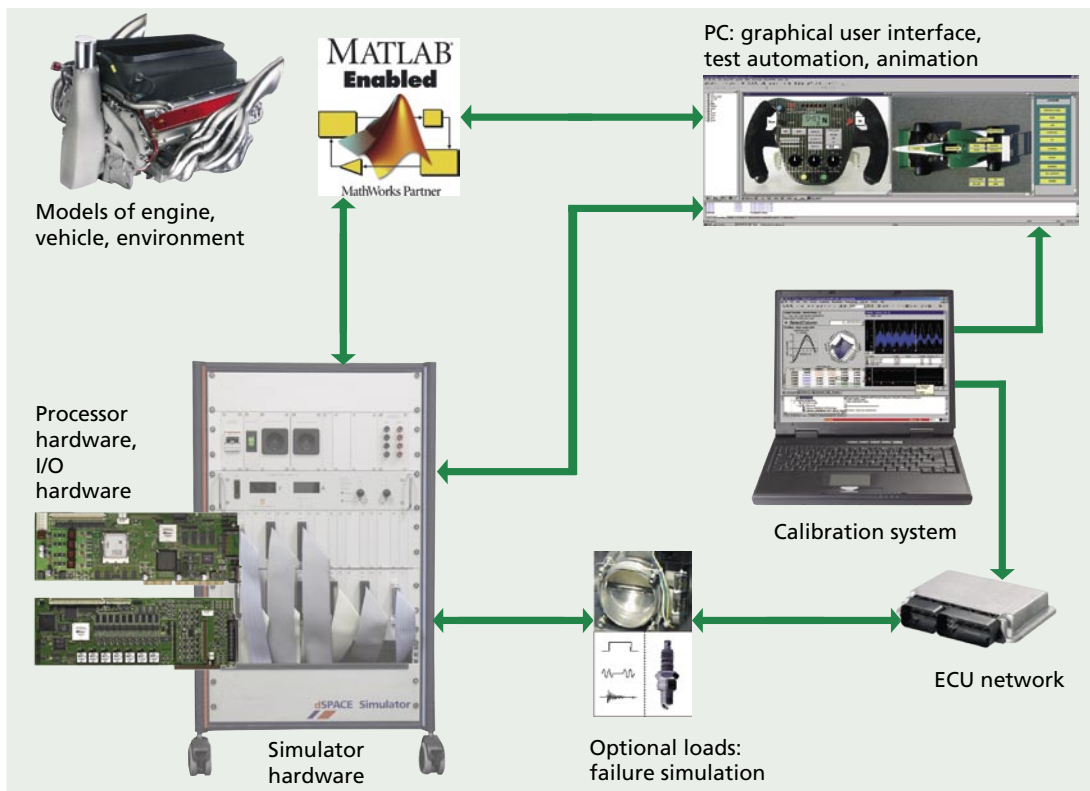 MATLAB®
Enabled
MathWorks Partner
PC: graphical user interface,
test automation, animation
Models of engine,
vehicle, environment
Processor
hardware,
I/O
hardware
Calibration system
ECU network
dSPACE Simulator
Simulator
hardware
Optional loads:
failure simulation